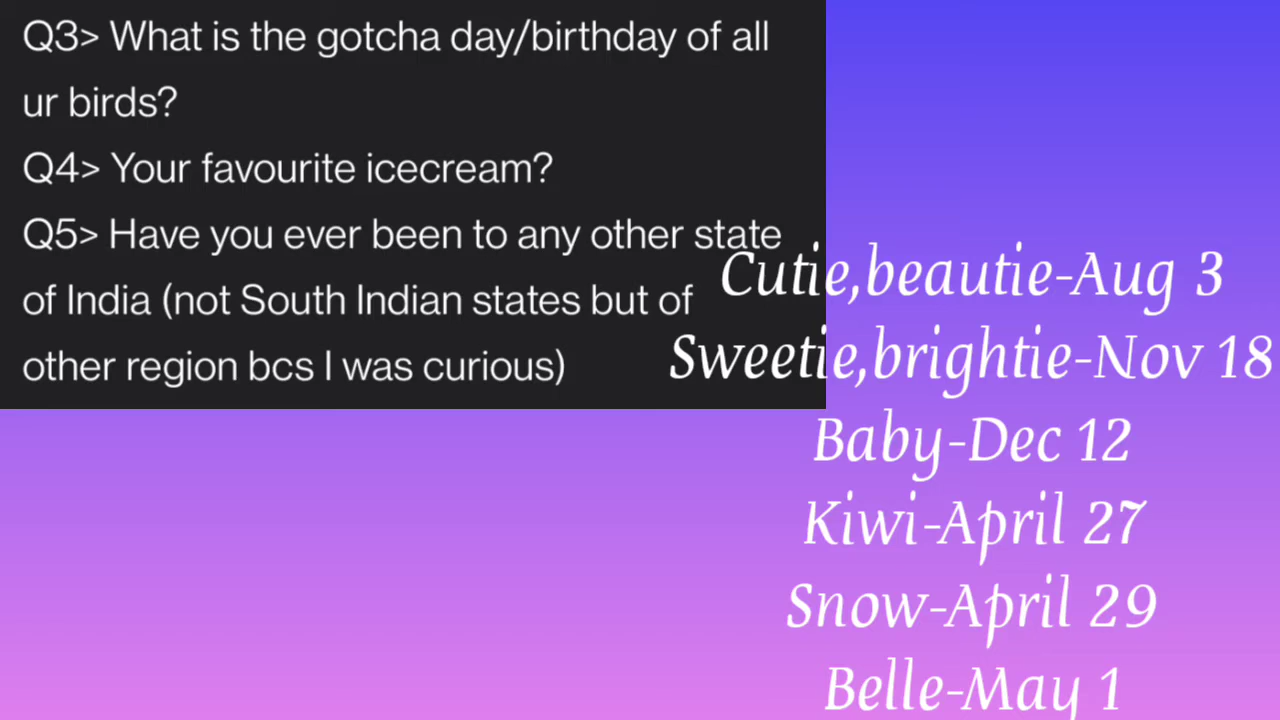 Q3> What is the gotcha day/birthday of all
ur birds?
Q4> Your favourite icecream?
Q5> Have you ever been to any other state
of India (not South Indian states but of
other region bcs I was curious)
Cutie,beautie-Aug 3
Sweetie,brightie-Nov 18
Baby-Dec 12
Kiwi-April 27
Snow-April 29
Belle-May 1